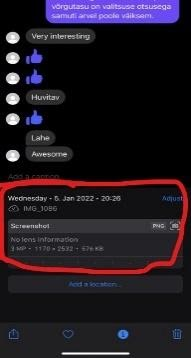 võrgutasu on valitsuse otsusega
samuti arvel poole väiksem.
Very interesting
Huvitav
Lahe
Awesome
Add a caption
Wednesday • 5. Jan 2022 • 20:26
Adjust
IMG_1086
Screenshot
PNG
No lens information
3 MP • 1170 × 2532 • 576 KB
Add a location...